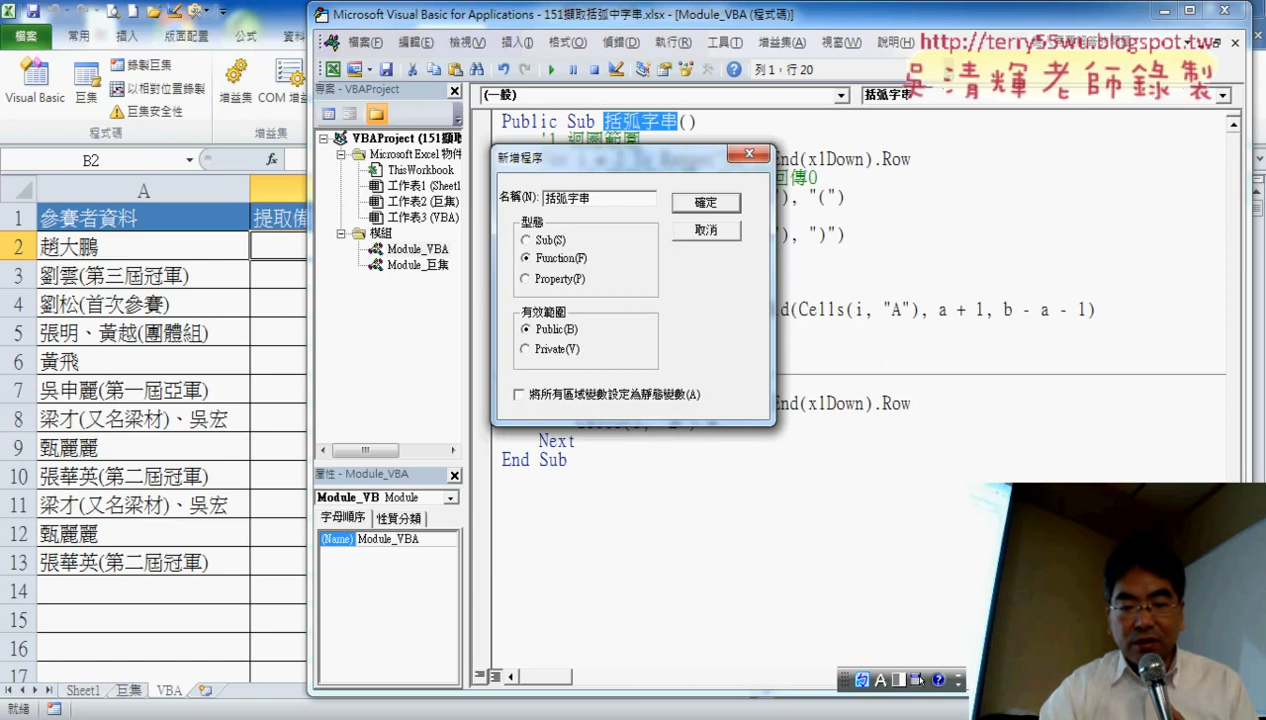 Microsoft Visual Basic for Applications - 151擷取括弧中字串.xlsx - [Module_VBA (程式碼)]
檔案 常用 插入 版面配置 公式 資料
檔案(F) 編輯(E) 檢視(V) 插入(I) 格式(O) 偵錯(D) 執行(R) 工具(T) 增益集(A) 視窗(W) 說明(H)
http://terry55wu.blogspot.tw
吳清輝老師錄製
列 1, 行 20
Visual Basic 巨集 錄製巨集 以相對位置錄製 巨集安全性 增益集 COM 增益
程式碼 增益集
專案 - VBAProject
(一般) 括弧字串
B2 fx
VBAProject (151擷取
Microsoft Excel 物件
ThisWorkbook
工作表1 (Sheet1
工作表2 (巨集)
工作表3 (VBA)
模組
Module_VBA
Module_巨集
屬性 - Module_VBA
Module_VB Module
字母順序 性質分類
(Name) Module_VBA
Public Sub 括弧字串()
'1.迴圈範圍
End(xlDown).Row
回傳0
), "(")
), ")")
d(Cells(i, "A"), a + 1, b - a - 1)
End(xlDown).Row
Next
End Sub
新增程序
名稱(N): 括弧字串
確定
取消
型態
Sub(S)
Function(F)
Property(P)
有效範圍
Public(B)
Private(V)
將所有區域變數設定為靜態變數(A)
A
1 參賽者資料 提取備
2 趙大鵬
3 劉雲(第三屆冠軍)
4 劉松(首次參賽)
5 張明、黃越(團體組)
6 黃飛
7 吳申麗(第一屆亞軍)
8 梁才(又名梁材)、吳宏
9 甄麗麗
10 張華英(第二屆冠軍)
11 梁才(又名梁材)、吳宏
12 甄麗麗
13 張華英(第二屆冠軍)
14
15
16
17
Sheet1 巨集 VBA
就緒